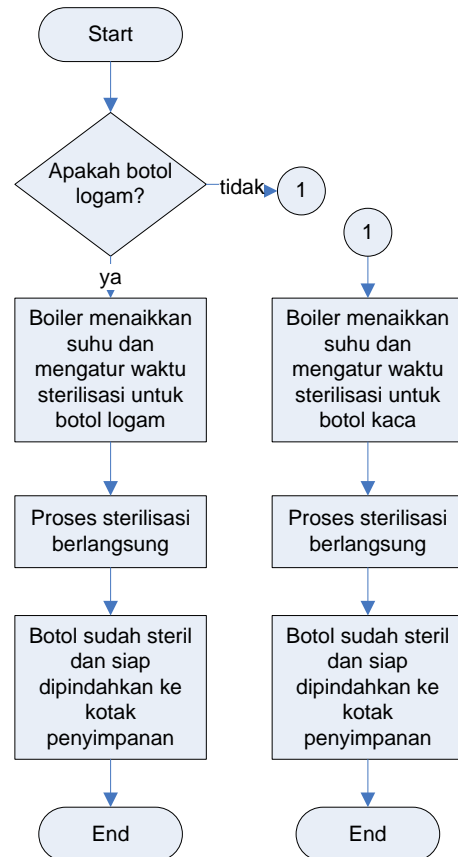 Start
Apakah botol
logam?
tidak
1
ya
Boiler menaikkan
suhu dan
mengatur waktu
sterilisasi untuk
botol logam
Proses sterilisasi
berlangsung
Botol sudah steril
dan siap
dipindahkan ke
kotak
penyimpanan
End
1
Boiler menaikkan
suhu dan
mengatur waktu
sterilisasi untuk
botol kaca
Proses sterilisasi
berlangsung
Botol sudah steril
dan siap
dipindahkan ke
kotak
penyimpanan
End